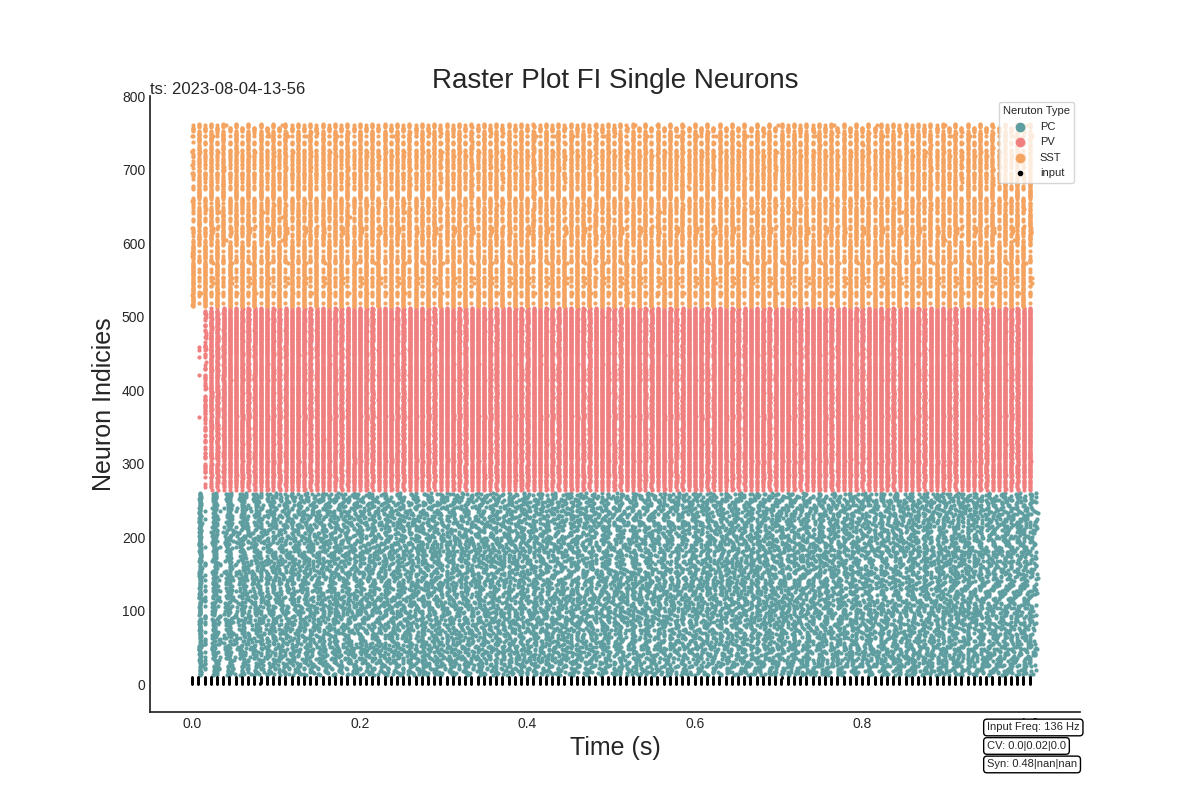 Raster Plot FI Single Neurons
ts: 2023-08-04-13-56
Neruton Type
PC
PV
SST
input
800
700
600
500
400
300
200
100
0
Neuron Indicies
0.0 0.2 0.4 0.6 0.8
Time (s)
Input Freq: 136 Hz
CV: 0.0|0.02|0.0
Syn: 0.48|nan|nan